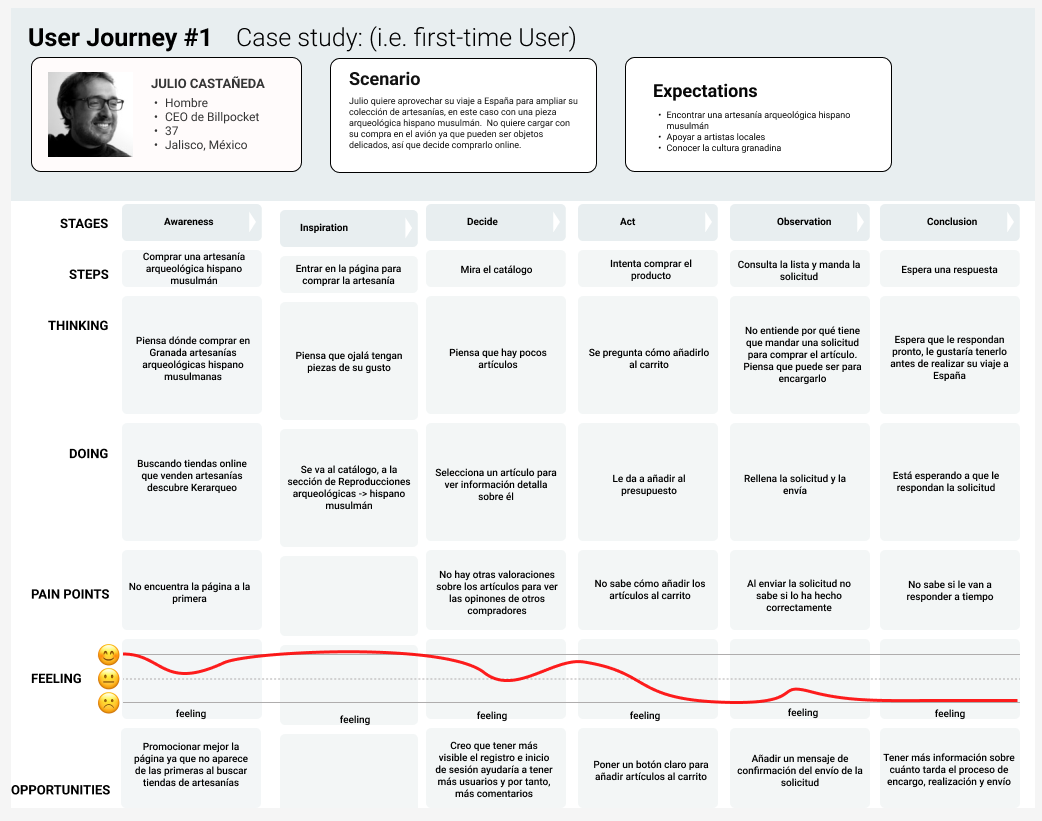 User Journey #1 Case study: (i.e. first-time User)
JULIO CASTAÑEDA
• Hombre
• CEO de Billpocket
• 37
• Jalisco, México
Scenario
Julio quiere aprovechar su viaje a España para ampliar su
colección de artesanías, en este caso con una pieza
arqueológica hispano musulmán. No quiere cargar con
su compra en el avión ya que pueden ser objetos
delicados, así que decide comprarlo online.
Expectations
• Encontrar una artesanía arqueológica hispano
musulmán
• Apoyar a artistas locales
• Conocer la cultura granadina
STAGES
Awareness
Inspiration
Decide
Act
Observation
Conclusion
STEPS
Comprar una artesanía
arqueológica hispano
musulmán
Entrar en la página para
comprar la artesanía
Mira el catálogo
Intenta comprar el
producto
Consulta la lista y manda la
solicitud
Espera una respuesta
THINKING
Piensa dónde comprar en
Granada artesanías
arqueológicas hispano
musulmanas
Piensa que ojalá tengan
piezas de su gusto
Piensa que hay pocos
artículos
Se pregunta cómo añadirlo
al carrito
No entiende por qué tiene
que mandar una solicitud
para comprar el artículo.
Piensa que puede ser para
encargarlo
Espera que le respondan
pronto, le gustaría tenerlo
antes de realizar su viaje a
España
DOING
Buscando tiendas online
que venden artesanías
descubre Kerarqueo
Se va al catálogo, a la
sección de Reproducciones
arqueológicas -> hispano
musulmán
Selecciona un artículo para
ver información detalla
sobre él
Le da a añadir al
presupuesto
Rellena la solicitud y la
envía
Está esperando a que le
respondan la solicitud
PAIN POINTS
No encuentra la página a la
primera
No hay otras valoraciones
sobre los artículos para ver
las opinones de otros
compradores
No sabe cómo añadir los
artículos al carrito
Al enviar la solicitud no
sabe si lo ha hecho
correctamente
No sabe si le van a
responder a tiempo
FEELING
feeling
feeling
feeling
feeling
feeling
feeling
OPPORTUNITIES
Promocionar mejor la
página ya que no aparece
de las primeras al buscar
tiendas de artesanías
Creo que tener más
visible el registro e inicio
de sesión ayudaría a tener
más usuarios y por tanto,
más comentarios
Poner un botón claro para
añadir artículos al carrito
Añadir un mensaje de
confirmación del envío de la
solicitud
Tener más información sobre
cuánto tarda el proceso de
encargo, realización y envío